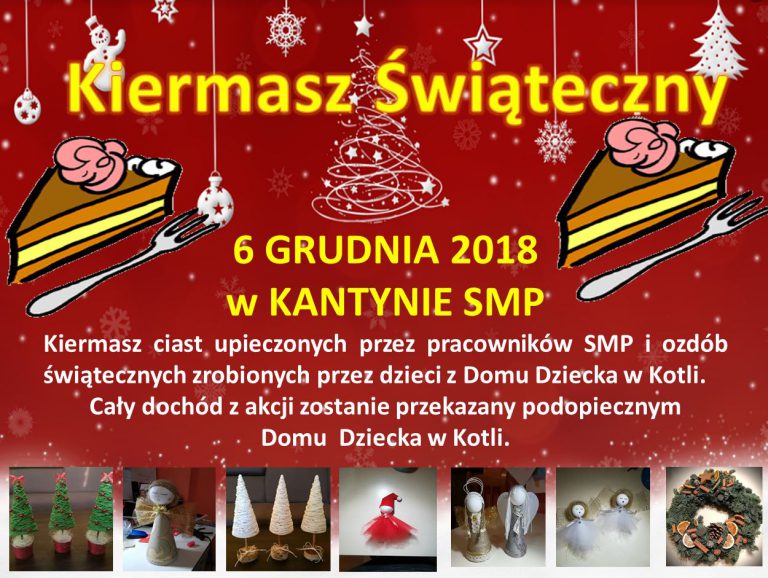 Kiermasz Świąteczny
6 GRUDNIA 2018
w KANTYNIE SMP
Kiermasz ciast upieczonych przez pracowników SMP i ozdób
świątecznych zrobionych przez dzieci z Domu Dziecka w Kotli.
Cały dochód z akcji zostanie przekazany podopiecznym
Domu Dziecka w Kotli.